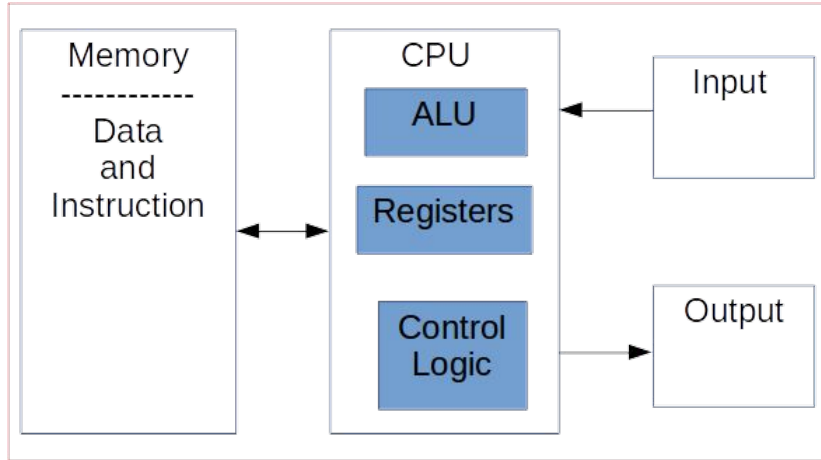 Memory
------------
Data
and
Instruction
CPU
ALU
Registers
Control
Logic
Input
Output